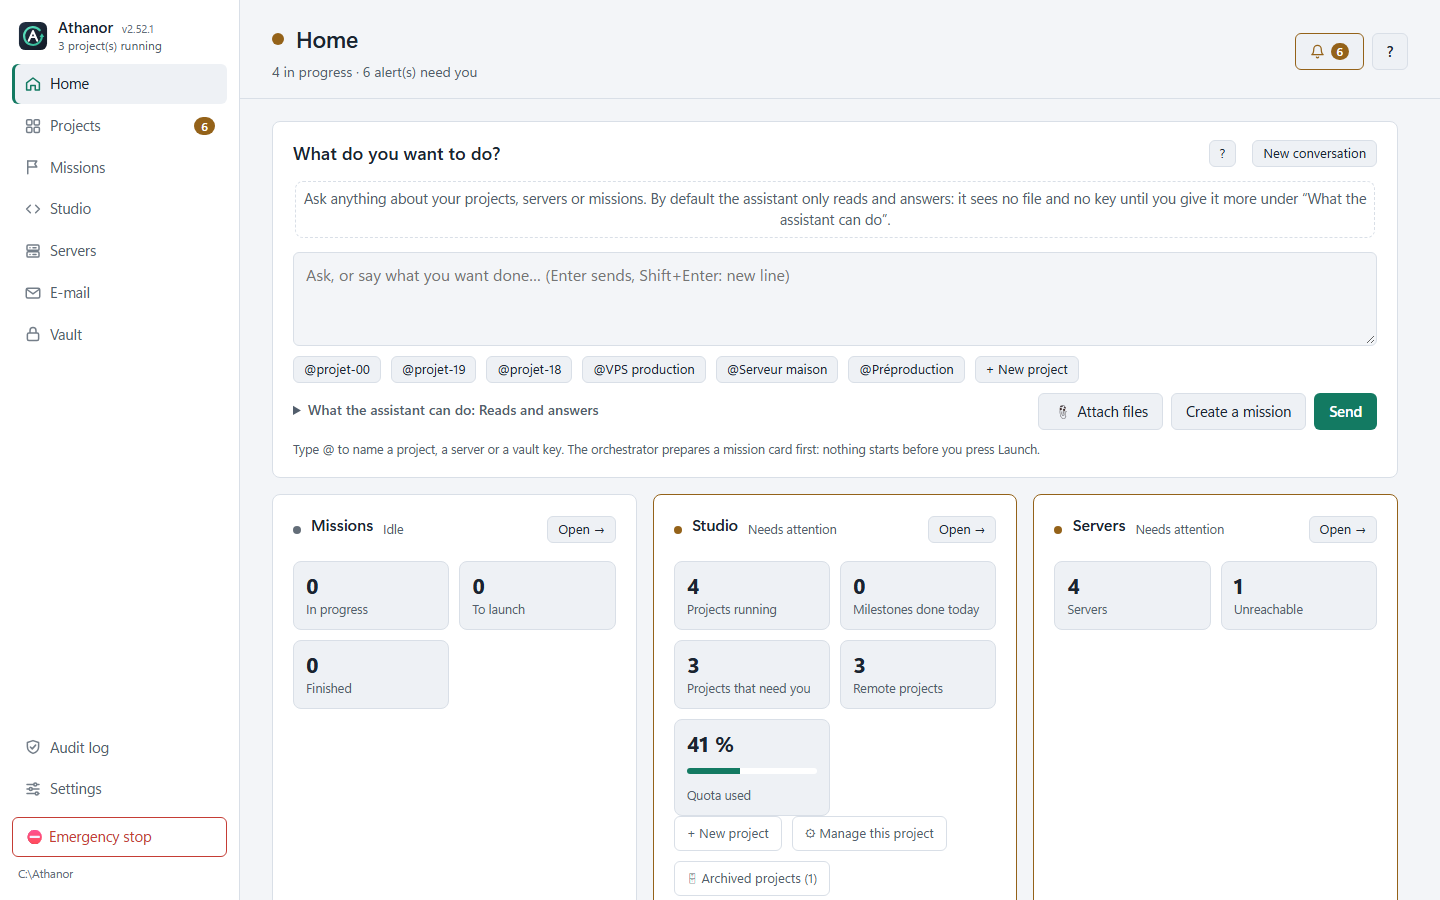 Athanor v2.52.1
3 project(s) running
Home
Projects 6
Missions
Studio
Servers
E-mail
Vault
Audit log
Settings
Emergency stop
C:\Athanor
Home
4 in progress · 6 alert(s) need you
6
?
What do you want to do?
?
New conversation
Ask anything about your projects, servers or missions. By default the assistant only reads and answers: it sees no file and no key until you give it more under “What the
assistant can do”.
Ask, or say what you want done... (Enter sends, Shift+Enter: new line)
@projet-00
@projet-19
@projet-18
@VPS production
@Serveur maison
@Préproduction
+ New project
What the assistant can do: Reads and answers
Attach files
Create a mission
Send
Type @ to name a project, a server or a vault key. The orchestrator prepares a mission card first: nothing starts before you press Launch.
Missions Idle
Open →
0
In progress
0
To launch
0
Finished
Studio Needs attention
Open →
4
Projects running
0
Milestones done today
3
Projects that need you
3
Remote projects
41 %
Quota used
+ New project
⚙ Manage this project
Archived projects (1)
Servers Needs attention
Open →
4
Servers
1
Unreachable